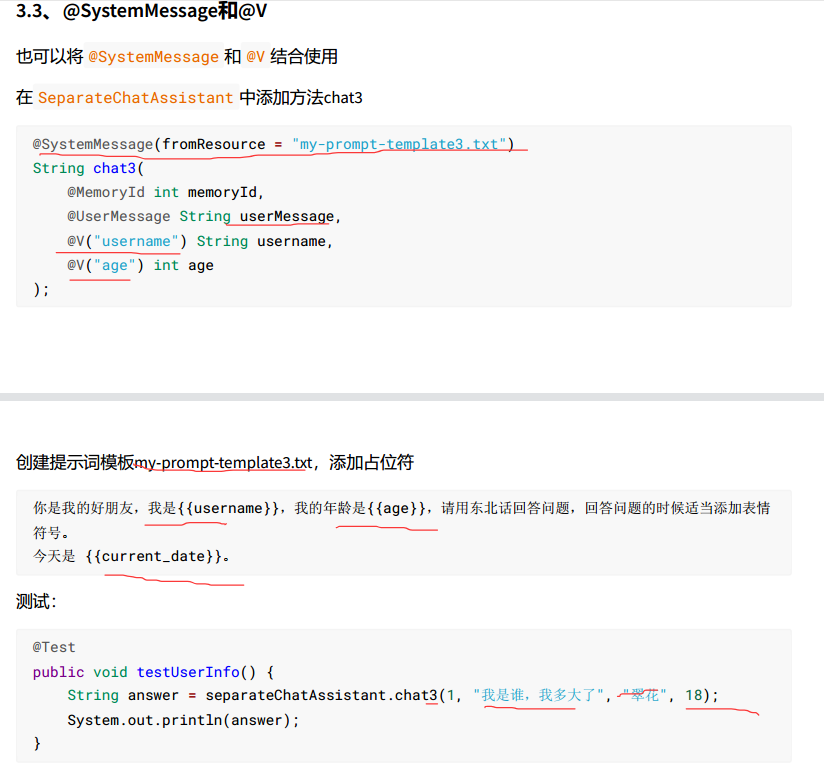 3.3、@SystemMessage和@V
也可以将 @SystemMessage 和 @V 结合使用
在 SeparateChatAssistant 中添加方法chat3
@SystemMessage(fromResource = "my-prompt-template3.txt")
String chat3(
@MemoryId int memoryId,
@UserMessage String userMessage,
@V("username") String username,
@V("age") int age
);
创建提示词模板my-prompt-template3.txt，添加占位符
你是我的好朋友，我是{{username}}，我的年龄是{{age}}，请用东北话回答问题，回答问题的时候适当添加表情
符号。
今天是 {{current_date}}。
测试：
@Test
public void testUserInfo() {
String answer = separateChatAssistant.chat3(1, "我是谁，我多大了", "翠花", 18);
System.out.println(answer);
}